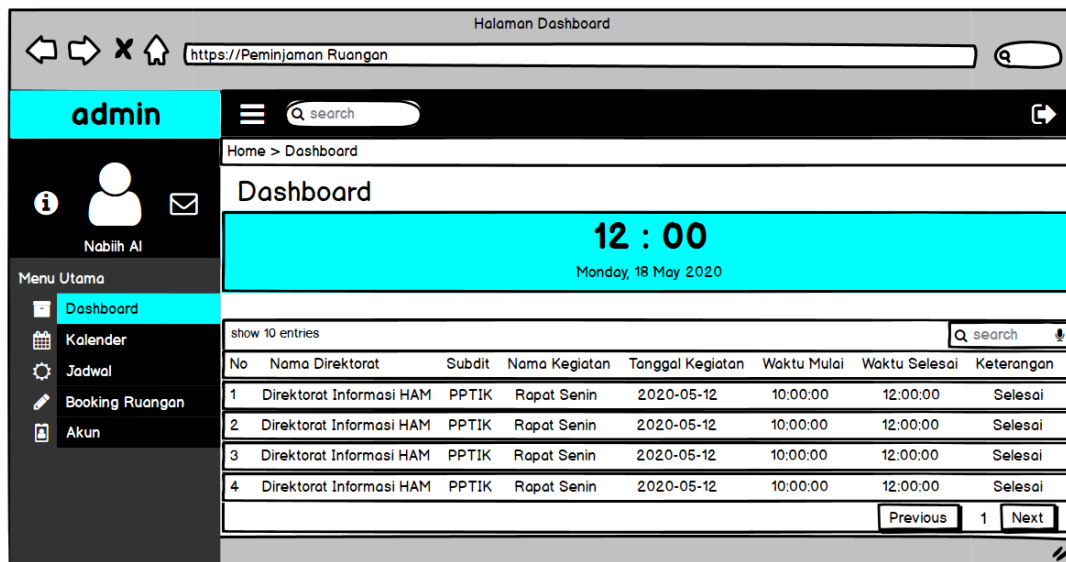 Halaman Dashboard
https://Peminjaman Ruangan
admin
search
Home > Dashboard
Dashboard
Nabiih Al
12 : 00
Monday, 18 May 2020
Menu Utama
Dashboard
Kalender
Jadwal
Booking Ruangan
Akun
show 10 entries
search
No Nama Direktorat Subdit Nama Kegiatan Tanggal Kegiatan Waktu Mulai Waktu Selesai Keterangan
1 Direktorat Informasi HAM PPTIK Rapat Senin 2020-05-12 10:00:00 12:00:00 Selesai
2 Direktorat Informasi HAM PPTIK Rapat Senin 2020-05-12 10:00:00 12:00:00 Selesai
3 Direktorat Informasi HAM PPTIK Rapat Senin 2020-05-12 10:00:00 12:00:00 Selesai
4 Direktorat Informasi HAM PPTIK Rapat Senin 2020-05-12 10:00:00 12:00:00 Selesai
Previous 1 Next